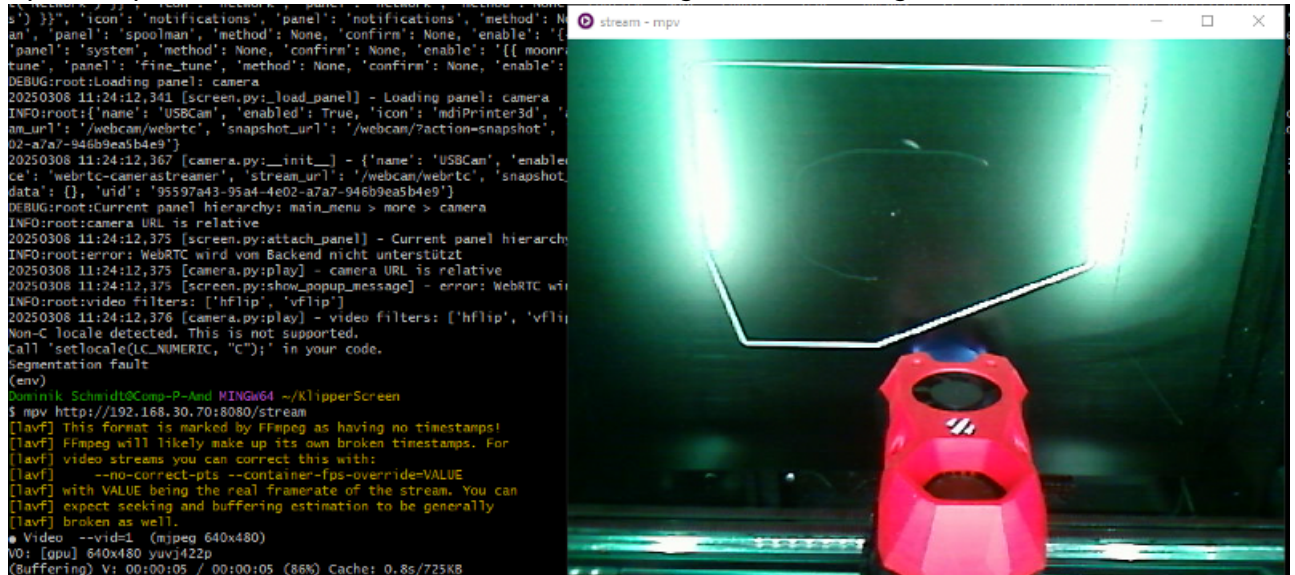 s') }}", 'icon': 'notifications', 'panel': 'notifications', 'method': N
an', 'panel': 'spoolman', 'method': None, 'confirm': None, 'enable': '{
'panel': 'system', 'method': None, 'confirm': None, 'enable': '{{ moonr
tune', 'panel': 'fine_tune', 'method': None, 'confirm': None, 'enable':
DEBUG:root:Loading panel: camera
20250308 11:24:12,341 [screen.py:_load_panel] - Loading panel: camera
INFO:root:{'name': 'USBCam', 'enabled': True, 'icon': 'mdiPrinter3d', '
am_url': '/webcam/webrtc', 'snapshot_url': '/webcam/?action=snapshot',
02-a7a7-946b9ea5b4e9'}
20250308 11:24:12,367 [camera.py:__init__] - {'name': 'USBCam', 'enable
ce': 'webrtc-camerastreamer', 'stream_url': '/webcam/webrtc', 'snapshot_
data': {}, 'uid': '95597a43-95a4-4e02-a7a7-946b9ea5b4e9'}
DEBUG:root:Current panel hierarchy: main_menu > more > camera
INFO:root:camera URL is relative
20250308 11:24:12,375 [screen.py:attach_panel] - Current panel hierarch
INFO:root:error: WebRTC wird vom Backend nicht unterstützt
20250308 11:24:12,375 [camera.py:play] - camera URL is relative
20250308 11:24:12,375 [screen.py:show_popup_message] - error: WebRTC wi
INFO:root:video filters: ['hflip', 'vflip']
20250308 11:24:12,376 [camera.py:play] - video filters: ['hflip', 'vfli
Non-C locale detected. This is not supported.
Call 'setlocale(LC_NUMERIC, "C");' in your code.
Segmentation fault
(env)
Dominik Schmidt@Comp-P-Amd MINGW64 ~/KlipperScreen
$ mpv http://192.168.30.70:8080/stream
[lavf] This format is marked by FFmpeg as having no timestamps!
[lavf] FFmpeg will likely make up its own broken timestamps. For
[lavf] video streams you can correct this with:
[lavf]     --no-correct-pts --container-fps-override=VALUE
[lavf] with VALUE being the real framerate of the stream. You can
[lavf] expect seeking and buffering estimation to be generally
[lavf] broken as well.
● Video  --vid=1  (mjpeg 640x480)
VO: [gpu] 640x480 yuvj422p
(Buffering) V: 00:00:05 / 00:00:05 (86%) Cache: 0.8s/725KB
stream - mpv